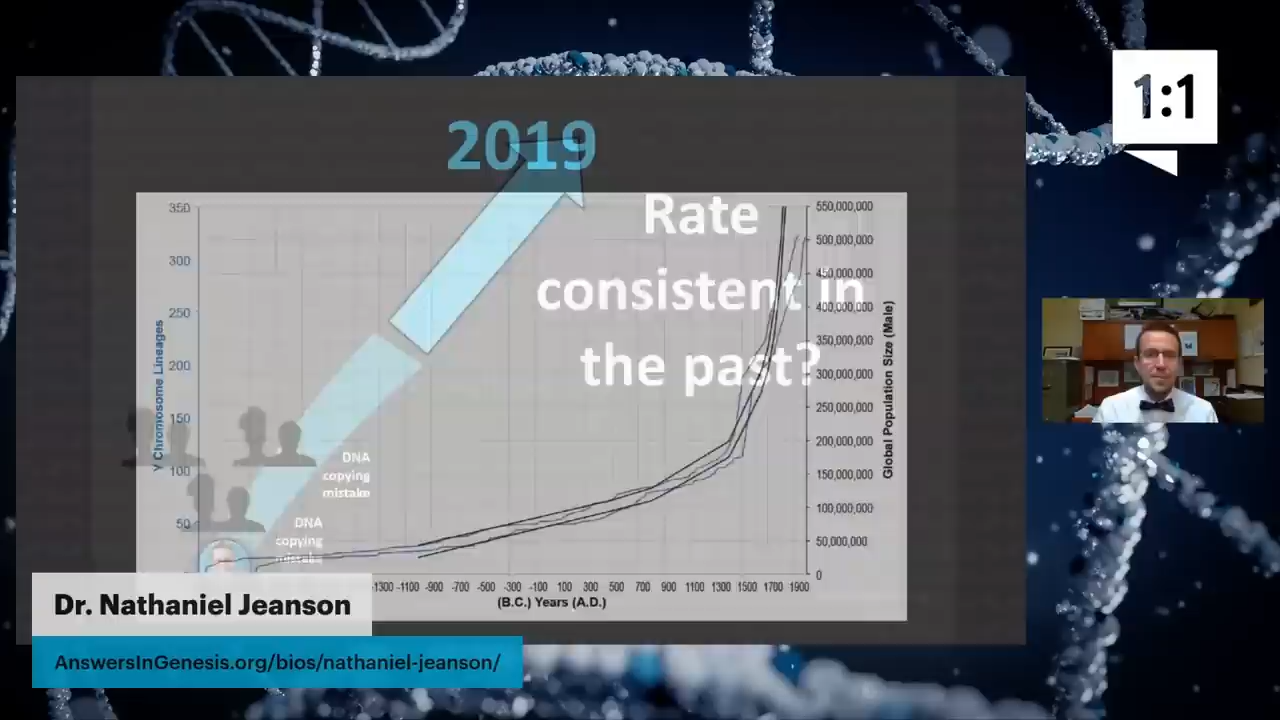 1:1
2019
Rate
consistent in
the past?
350
300
250
200
150
100
50
Y Chromosome Lineages
550,000,000
500,000,000
450,000,000
400,000,000
350,000,000
300,000,000
250,000,000
200,000,000
150,000,000
100,000,000
50,000,000
0
Global Population Size (Male)
DNA
copying
mistake
DNA
copying
mistake
-1300 -1100 -900 -700 -500 -300 -100 100 300 500 700 900 1100 1300 1500 1700 1900
(B.C.) Years (A.D.)
Dr. Nathaniel Jeanson
AnswersInGenesis.org/bios/nathaniel-jeanson/